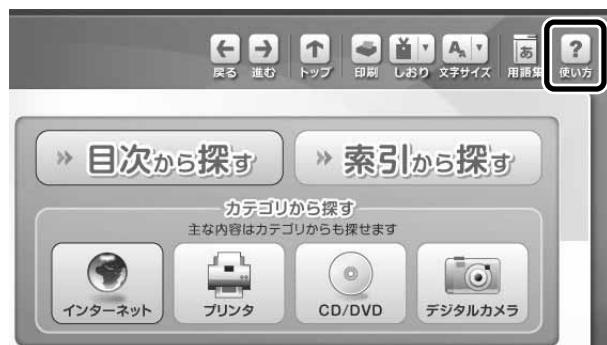 戻る 進む トップ 印刷 しおり 文字サイズ 用語集 使い方
目次から探す 索引から探す
カテゴリから探す
主な内容はカテゴリからも探せます
インターネット プリンタ CD/DVD デジタルカメラ